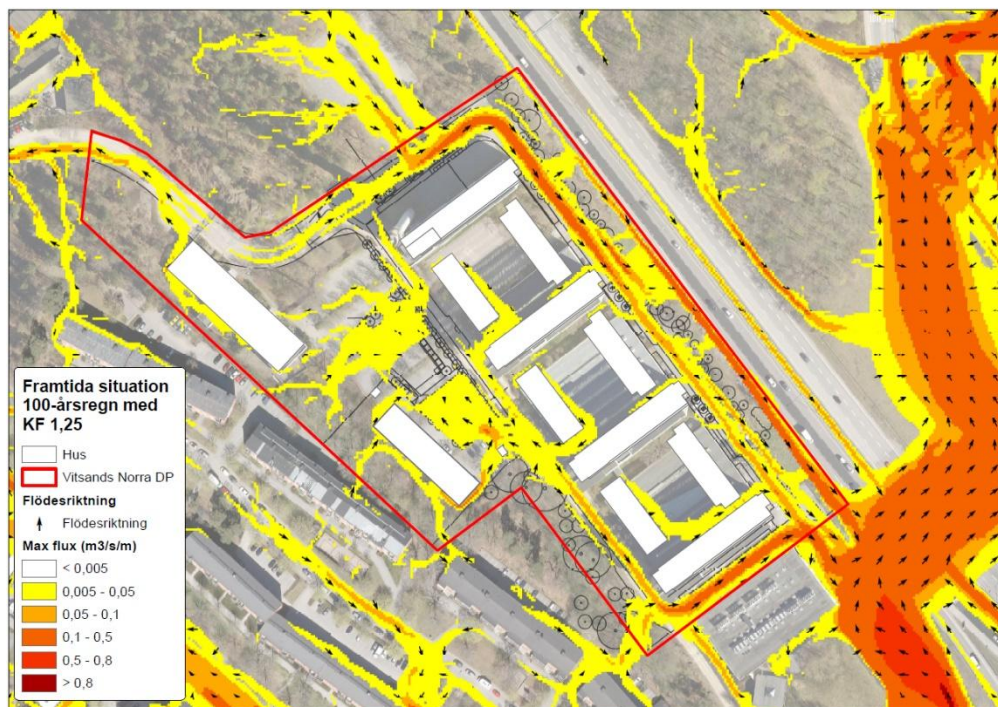 Framtida situation
100-årsregn med
KF 1,25
Hus
Vitsands Norra DP
Flödesriktning
Flödesriktning
Max flux (m3/s/m)
< 0,005
0,005 - 0,05
0,05 - 0,1
0,1 - 0,5
0,5 - 0,8
> 0,8